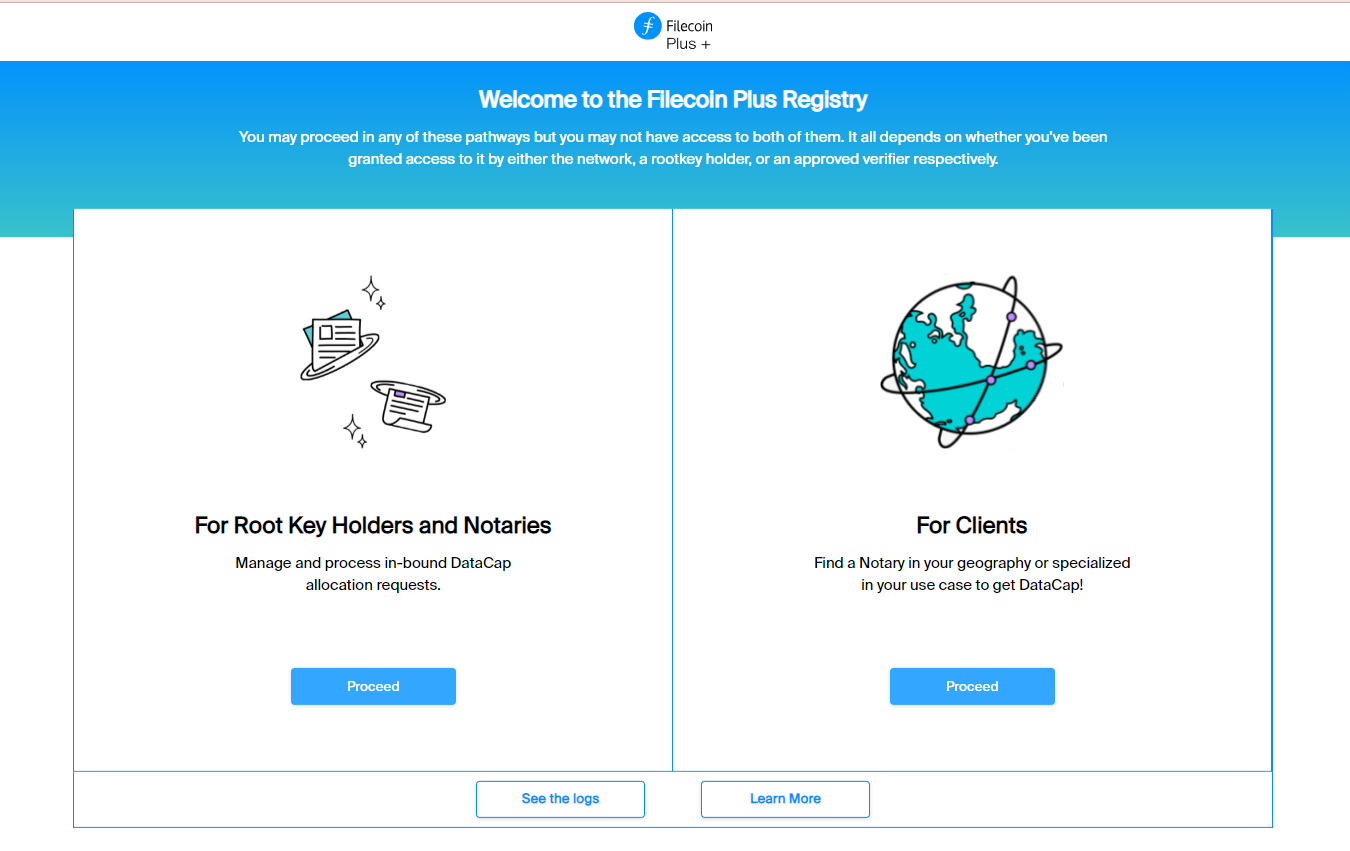 Filecoin
Plus +
Welcome to the Filecoin Plus Registry
You may proceed in any of these pathways but you may not have access to both of them. It all depends on whether you've been
granted access to it by either the network, a rootkey holder, or an approved verifier respectively.
For Root Key Holders and Notaries
Manage and process in-bound DataCap
allocation requests.
Proceed
For Clients
Find a Notary in your geography or specialized
in your use case to get DataCap!
Proceed
See the logs
Learn More